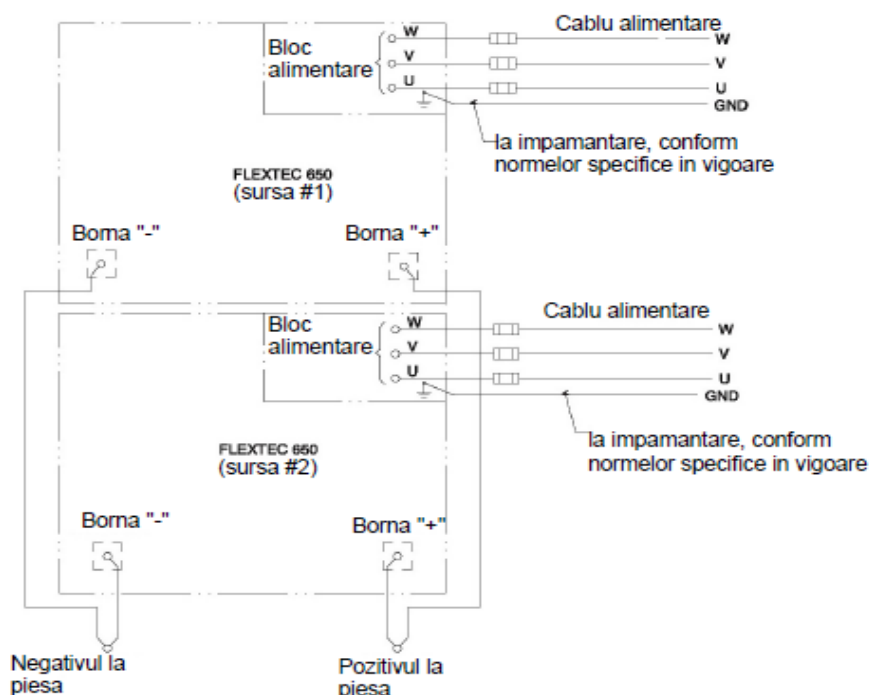 Cablu alimentare
Bloc
alimentare
W
V
U
W
V
U
GND
la impamantare, conform
normelor specifice in vigoare
FLEXTEC 650
(sursa #1)
Borna "-"
Borna "+"
Cablu alimentare
Bloc
alimentare
W
V
U
W
V
U
GND
la impamantare, conform
normelor specifice in vigoare
FLEXTEC 650
(sursa #2)
Borna "-"
Borna "+"
Negativul la
piesa
Pozitivul la
piesa